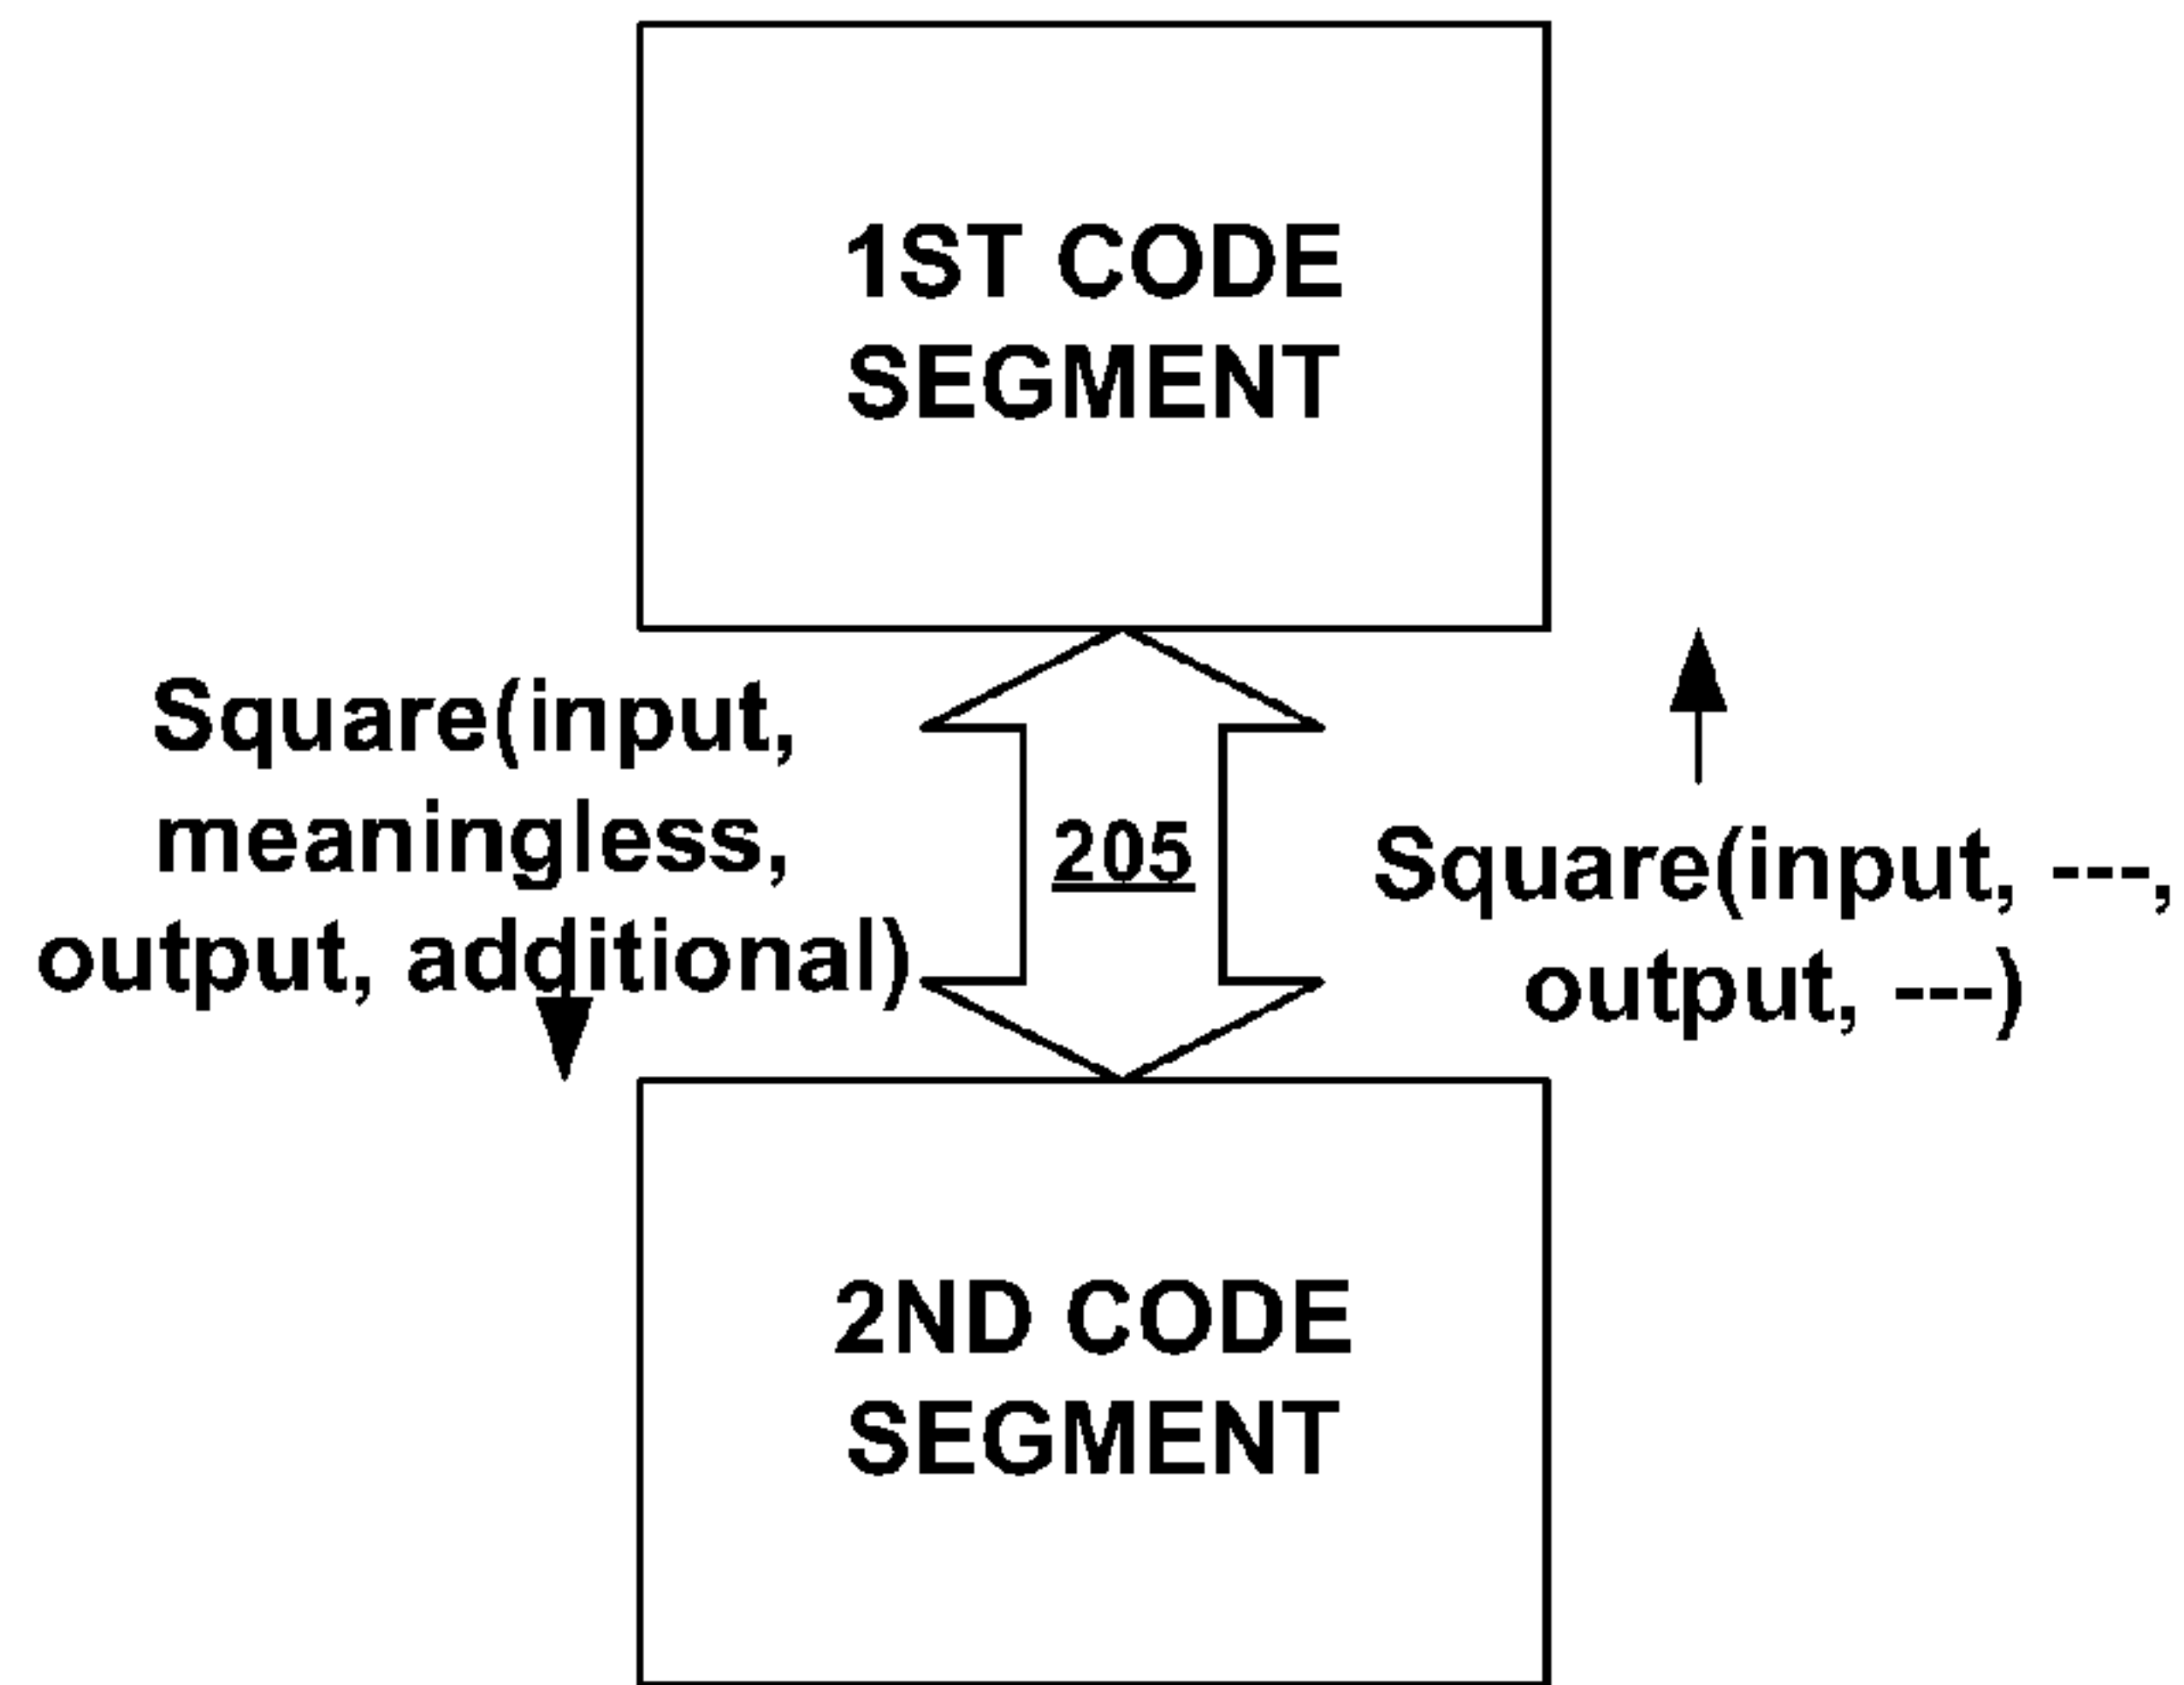 1ST CODE
SEGMENT
Square(input,
meaningless,
output, additional)
205
Square(input, ---,
output, ---)
2ND CODE
SEGMENT